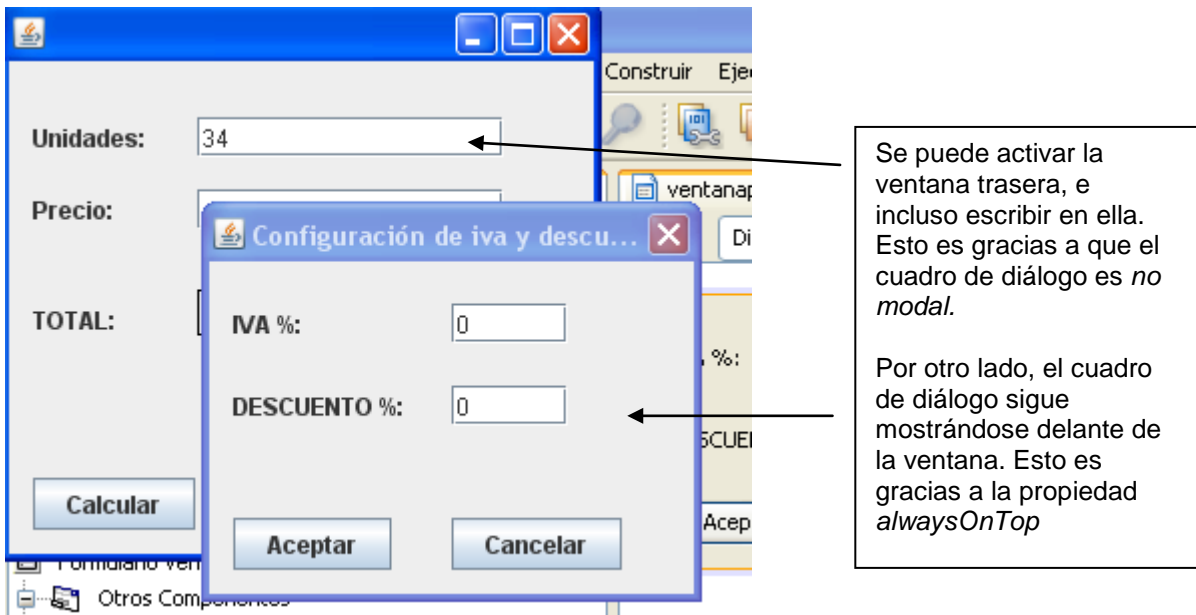 Construir Eje
Unidades: 34
ventanap
Precio:
Configuración de iva y descu...
Di
TOTAL:
IVA %: 0
%:
DESCUENTO %: 0
SCUE
Calcular
Acep
Aceptar Cancelar
Formulario Ven
Otros Componentes
Se puede activar la
ventana trasera, e
incluso escribir en ella.
Esto es gracias a que el
cuadro de diálogo es no
modal.
Por otro lado, el cuadro
de diálogo sigue
mostrándose delante de
la ventana. Esto es
gracias a la propiedad
alwaysOnTop